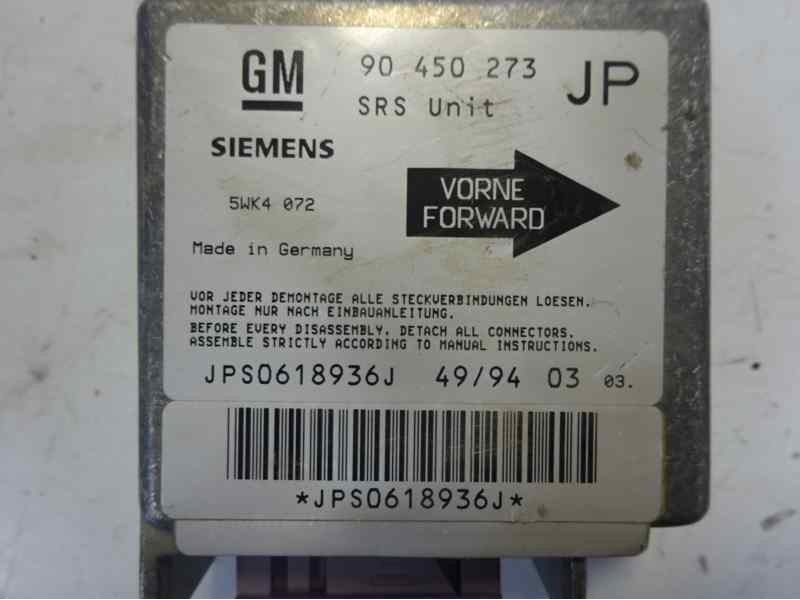 GM 90 450 273 JP
SRS Unit
SIEMENS
5WK4 072
VORNE
FORWARD
Made in Germany
VOR JEDER DEMONTAGE ALLE STECKVERBINDUNGEN LOESEN.
MONTAGE NUR NACH EINBAUANLEITUNG.
BEFORE EVERY DISASSEMBLY, DETACH ALL CONNECTORS.
ASSEMBLE STRICTLY ACCORDING TO MANUAL INSTRUCTIONS.
JPS0618936J 49/94 03 03.
*JPS0618936J*